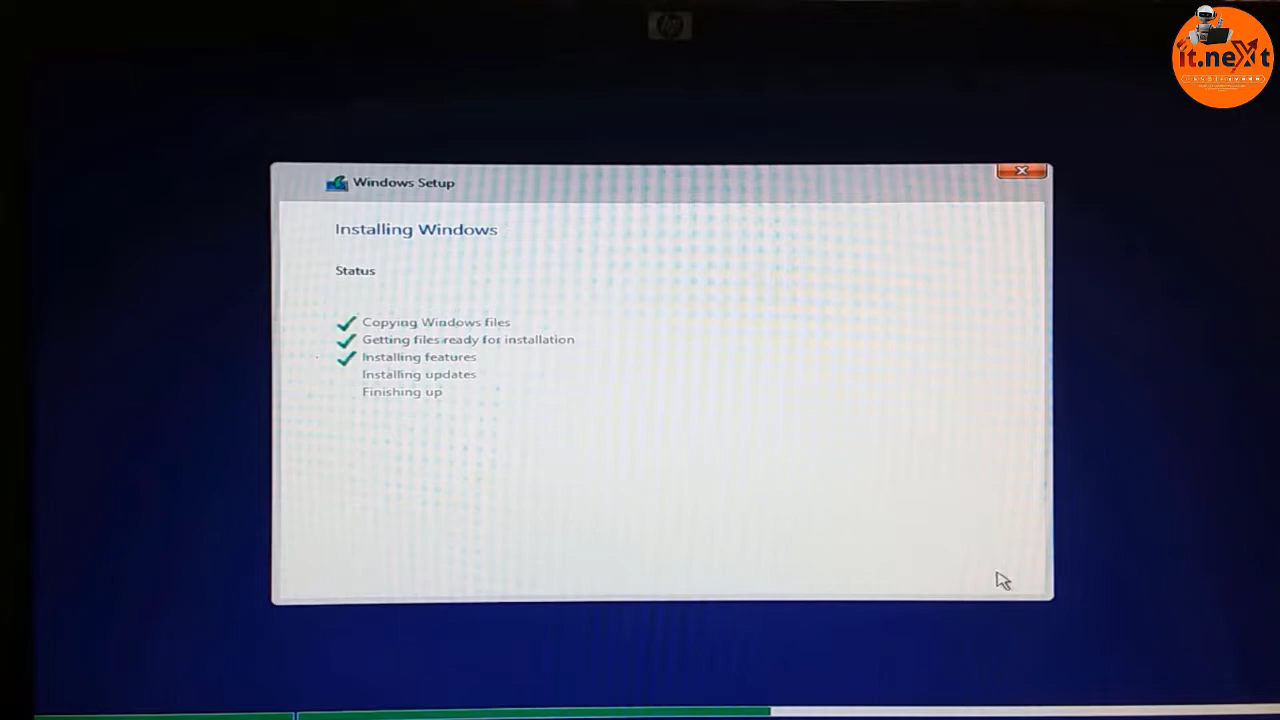 hp
it.neXt
Windows Setup
Installing Windows
Status
Copying Windows files
Getting files ready for installation
Installing features
Installing updates
Finishing up